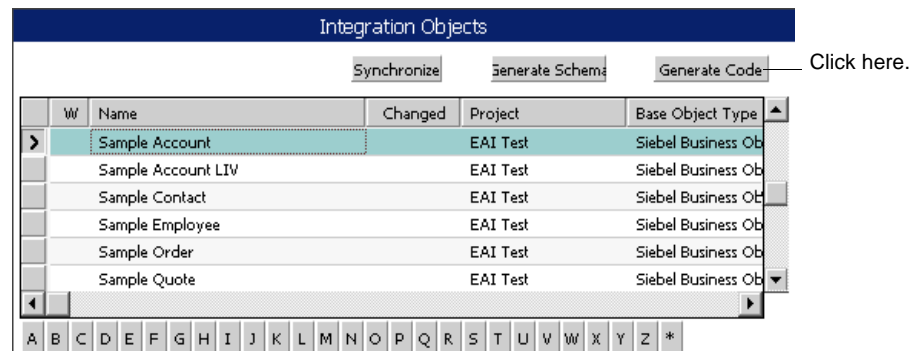 Integration Objects
Synchronize Generate Schema Generate Code Click here.
W Name Changed Project Base Object Type
Sample Account EAI Test Siebel Business Ob
Sample Account LIV EAI Test Siebel Business Ob
Sample Contact EAI Test Siebel Business Ob
Sample Employee EAI Test Siebel Business Ob
Sample Order EAI Test Siebel Business Ob
Sample Quote EAI Test Siebel Business Ob
A B C D E F G H I J K L M N O P Q R S T U V W X Y Z *